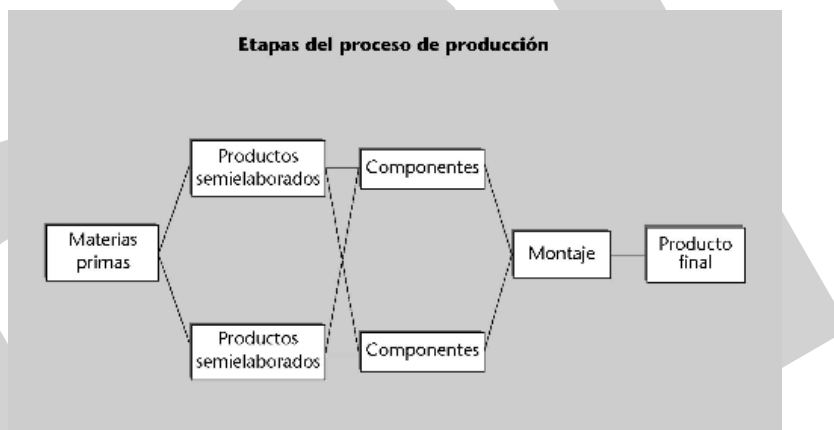 Etapas del proceso de producción
Productos
semielaborados
Componentes
Materias
primas
Montaje
Producto
final
Productos
semielaborados
Componentes